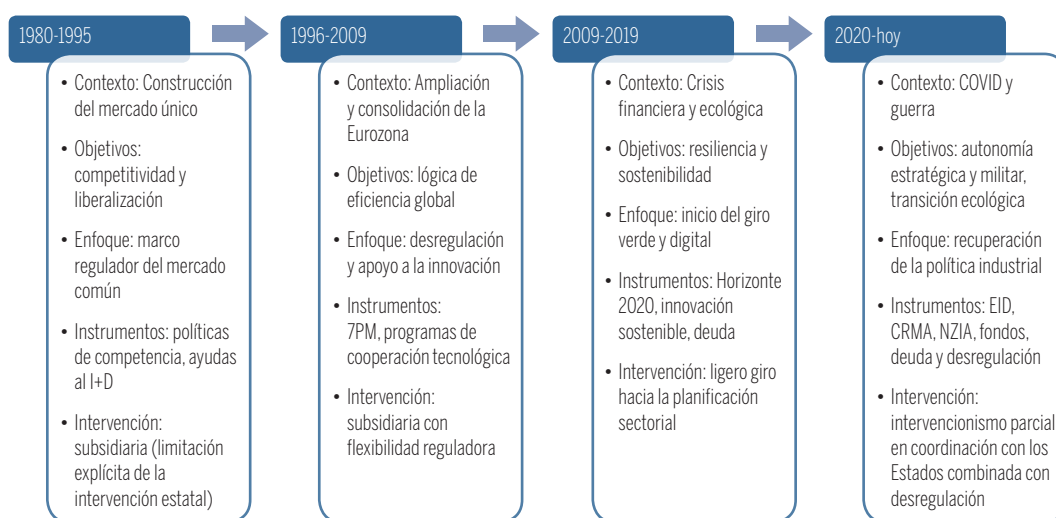 1980-1995
• Contexto: Construcción
del mercado único
• Objetivos:
competitividad y
liberalización
• Enfoque: marco
regulador del mercado
común
• Instrumentos: políticas
de competencia, ayudas
al I+D
• Intervención:
subsidiaria (limitación
explícita de la
intervención estatal)
1996-2009
• Contexto: Ampliación
y consolidación de la
Eurozona
• Objetivos: lógica de
eficiencia global
• Enfoque: desregulación
y apoyo a la innovación
• Instrumentos:
7PM, programas de
cooperación tecnológica
• Intervención:
subsidiaria con
flexibilidad reguladora
2009-2019
• Contexto: Crisis
financiera y ecológica
• Objetivos: resiliencia y
sostenibilidad
• Enfoque: inicio del giro
verde y digital
• Instrumentos: Horizonte
2020, innovación
sostenible, deuda
• Intervención: ligero giro
hacia la planificación
sectorial
2020-hoy
• Contexto: COVID y
guerra
• Objetivos: autonomía
estratégica y militar,
transición ecológica
• Enfoque: recuperación
de la política industrial
• Instrumentos: EID,
CRMA, NZIA, fondos,
deuda y desregulación
• Intervención:
intervencionismo parcial
en coordinación con los
Estados combinada con
desregulación